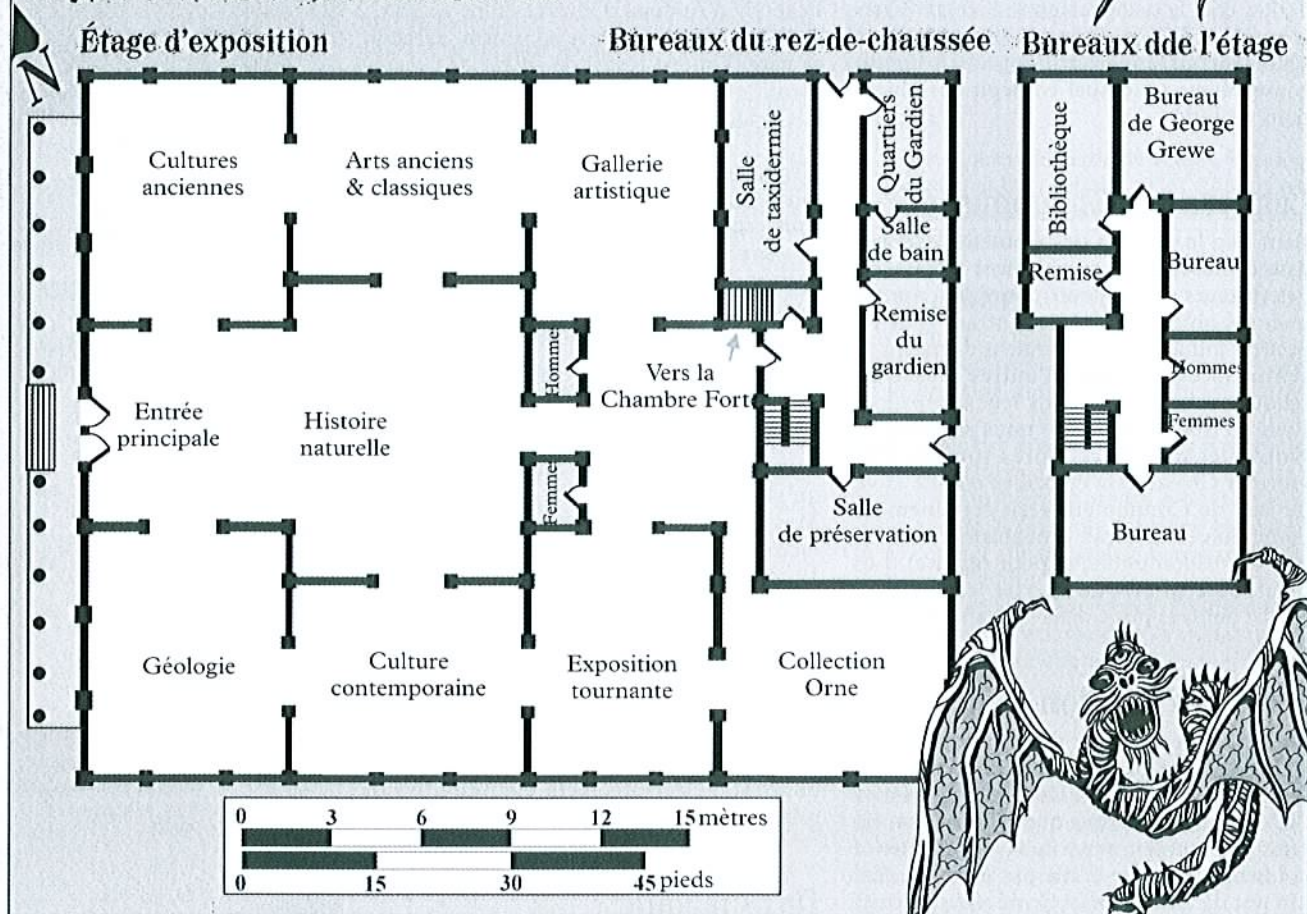 Étage d'exposition
Bureaux du rez-de-chaussée
Bureaux dde l'étage
N
Cultures
anciennes
Arts anciens
& classiques
Gallerie
artistique
Salle
de taxidermie
Quartiers
du Gardien
Salle
de bain
Remise
du
gardien
Bibliothèque
Bureau
de George
Grewe
Remise
Bureau
Hommes
Femmes
Bureau
Entrée
principale
Histoire
naturelle
Hommes
Femmes
Vers la
Chambre Fort
Salle
de préservation
Géologie
Culture
contemporaine
Exposition
tournante
Collection
Orne
0 3 6 9 12 15 mètres
0 15 30 45 pieds